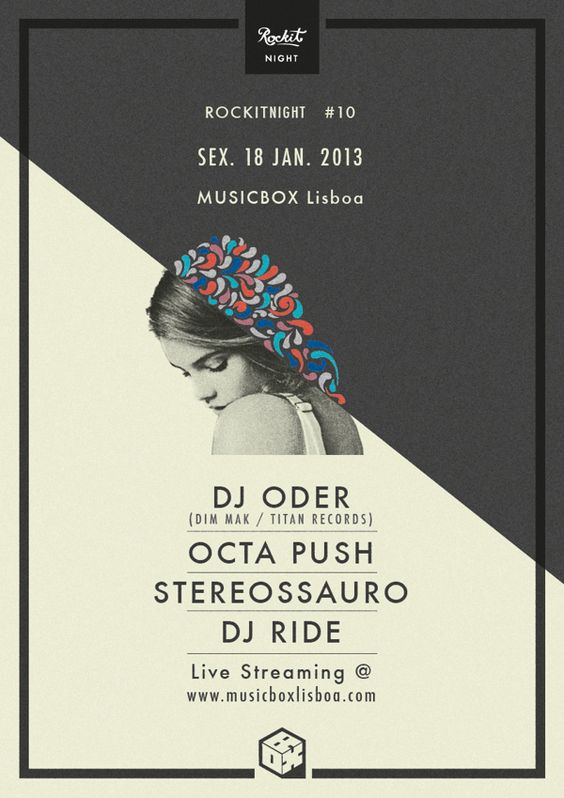 Rockit
NIGHT
ROCKITNIGHT #10
SEX. 18 JAN. 2013
MUSICBOX Lisboa
DJ ODER
(DIM MAK / TITAN RECORDS)
OCTA PUSH
STEREOSSAURO
DJ RIDE
Live Streaming @
www.musicboxlisboa.com